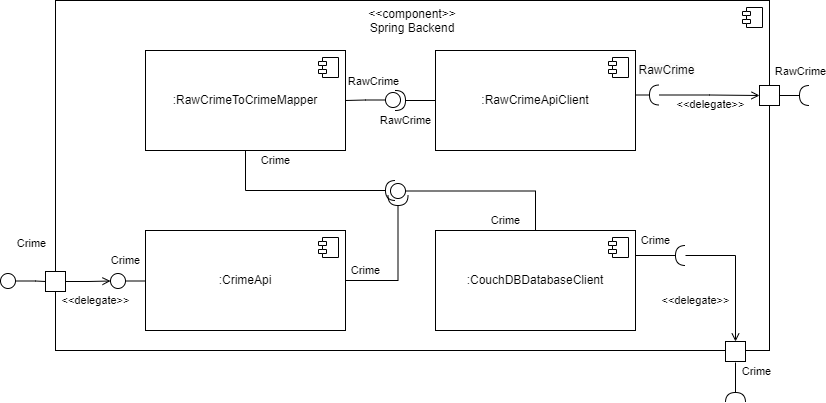 <<component>>
Spring Backend
:RawCrimeToCrimeMapper
RawCrime
RawCrime
:RawCrimeApiClient
RawCrime
<<delegate>>
RawCrime
Crime
Crime
Crime
Crime
<<delegate>>
:CrimeApi
Crime
:CouchDBDatabaseClient
Crime
<<delegate>>
Crime